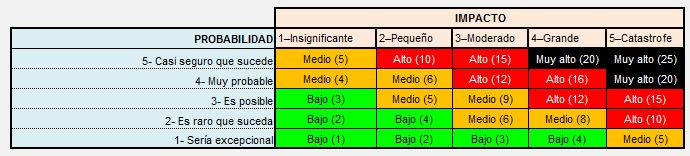 IMPACTO
PROBABILIDAD 1–Insignificante 2–Pequeño 3–Moderado 4–Grande 5–Catastrofe
5- Casi seguro que sucede Medio (5) Alto (10) Alto (15) Muy alto (20) Muy alto (25)
4- Muy probable Medio (4) Medio (6) Alto (12) Alto (16) Muy alto (20)
3- Es posible Bajo (3) Medio (5) Medio (9) Alto (12) Alto (15)
2- Es raro que suceda Bajo (2) Bajo (4) Medio (6) Medio (8) Alto (10)
1- Sería excepcional Bajo (1) Bajo (2) Bajo (3) Bajo (4) Medio (5)